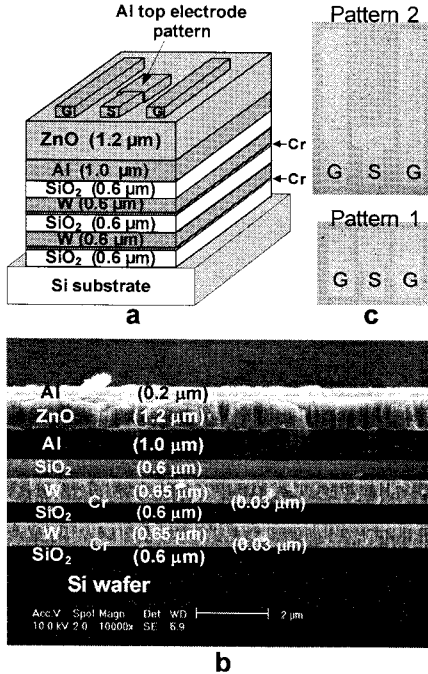 Al top electrode
pattern
G S G
ZnO (1.2 µm)
Al (1.0 µm)
SiO₂ (0.6 µm)
W (0.6 µm)
SiO₂ (0.6 µm)
W (0.6 µm)
SiO₂ (0.6 µm)
Si substrate
Cr
Cr
a
Pattern 2
G S G
Pattern 1
G S G
c
Al (0.2 µm)
ZnO (1.2 µm)
Al (1.0 µm)
SiO₂ (0.6 µm)
W Cr (0.65 µm) (0.03 µm)
SiO₂ (0.6 µm)
W Cr (0.65 µm) (0.03 µm)
SiO₂ (0.6 µm)
Si wafer
Acc.V Spot Magn Det WD
10.0 kV 2.0 10000x SE 6.9 2 µm
b